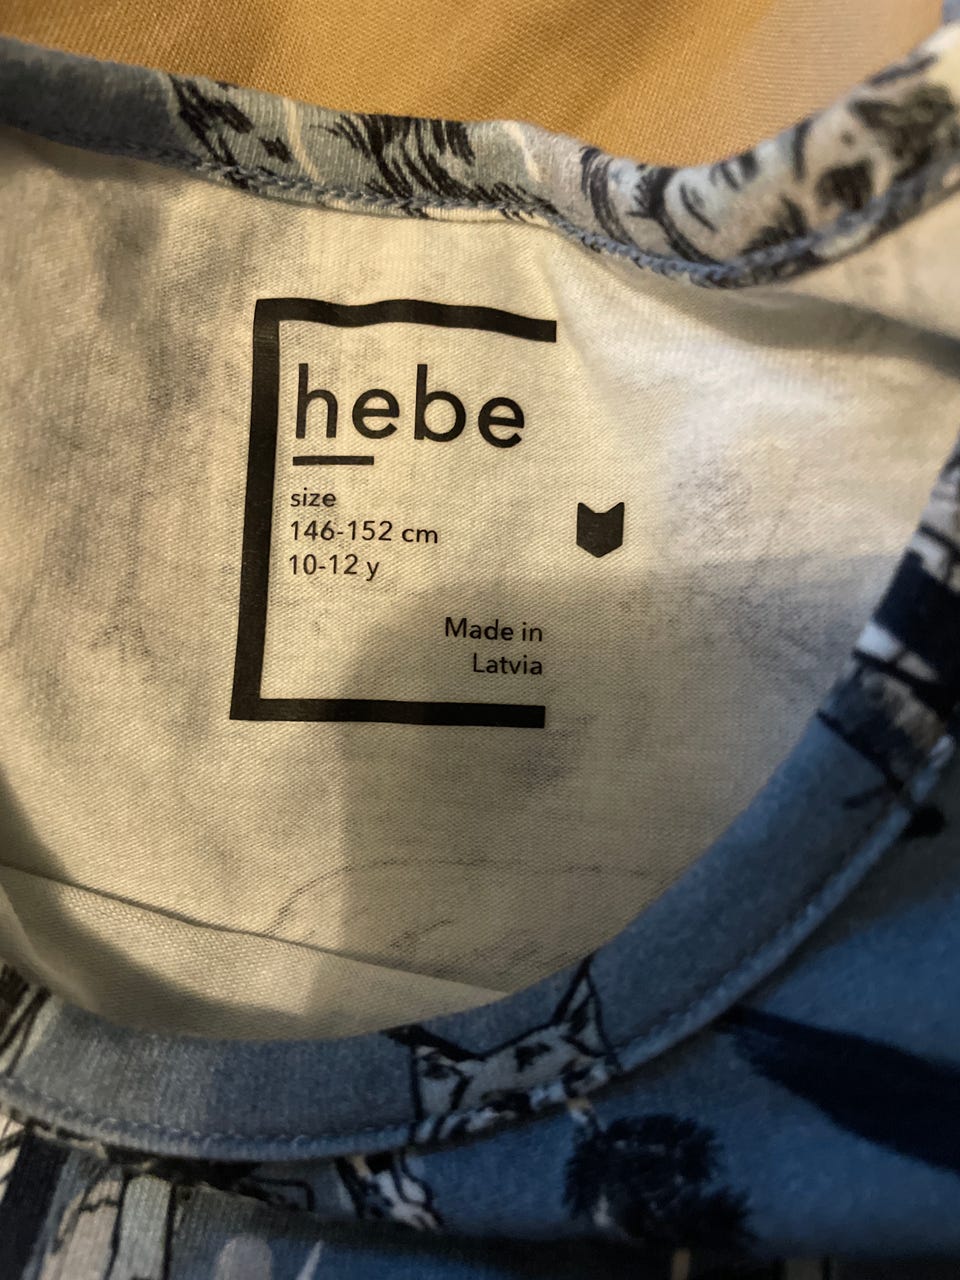 hebe
size
146-152 cm
10-12 y
Made in
Latvia